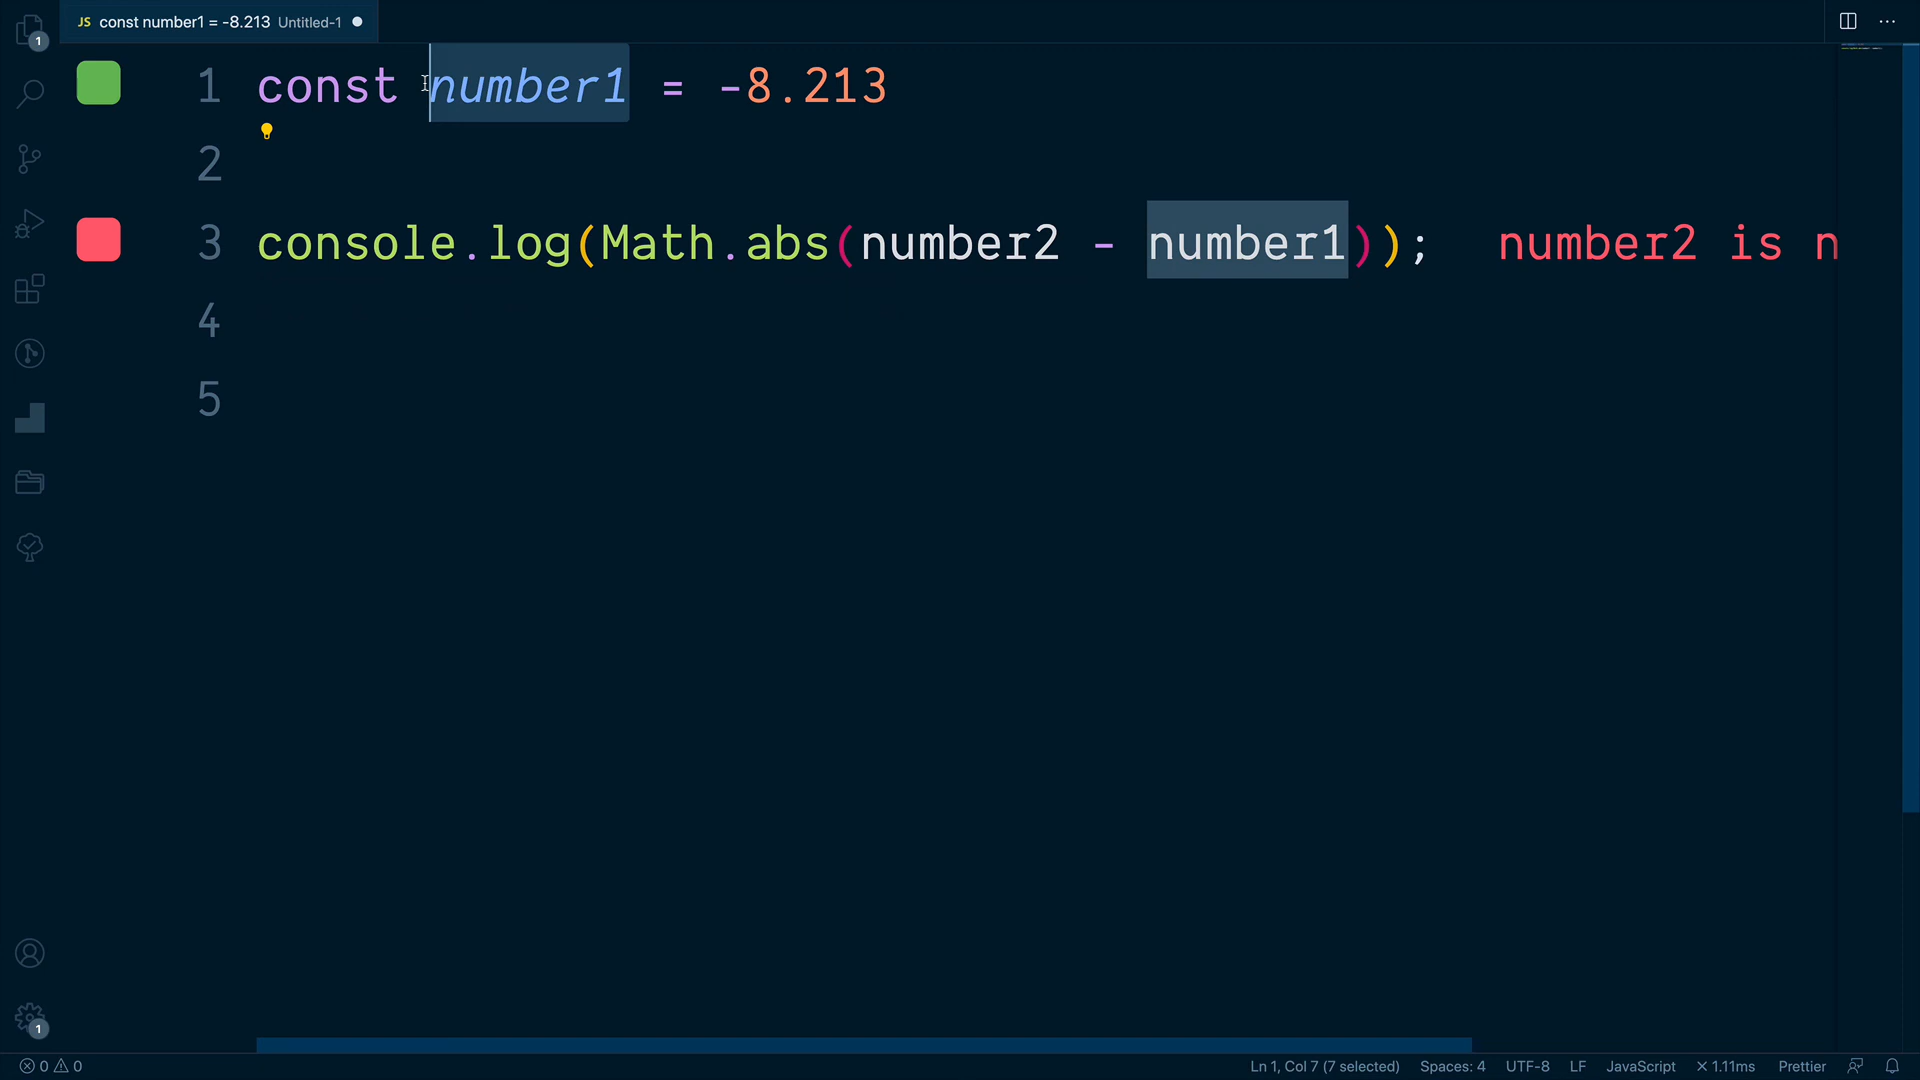 JS const number1 = -8.213 Untitled-1
1
1 const number1 = -8.213
2
3 console.log(Math.abs(number2 - number1)); number2 is n
4
5
1
0 0 Ln 1, Col 7 (7 selected) Spaces: 4 UTF-8 LF JavaScript × 1.11ms Prettier